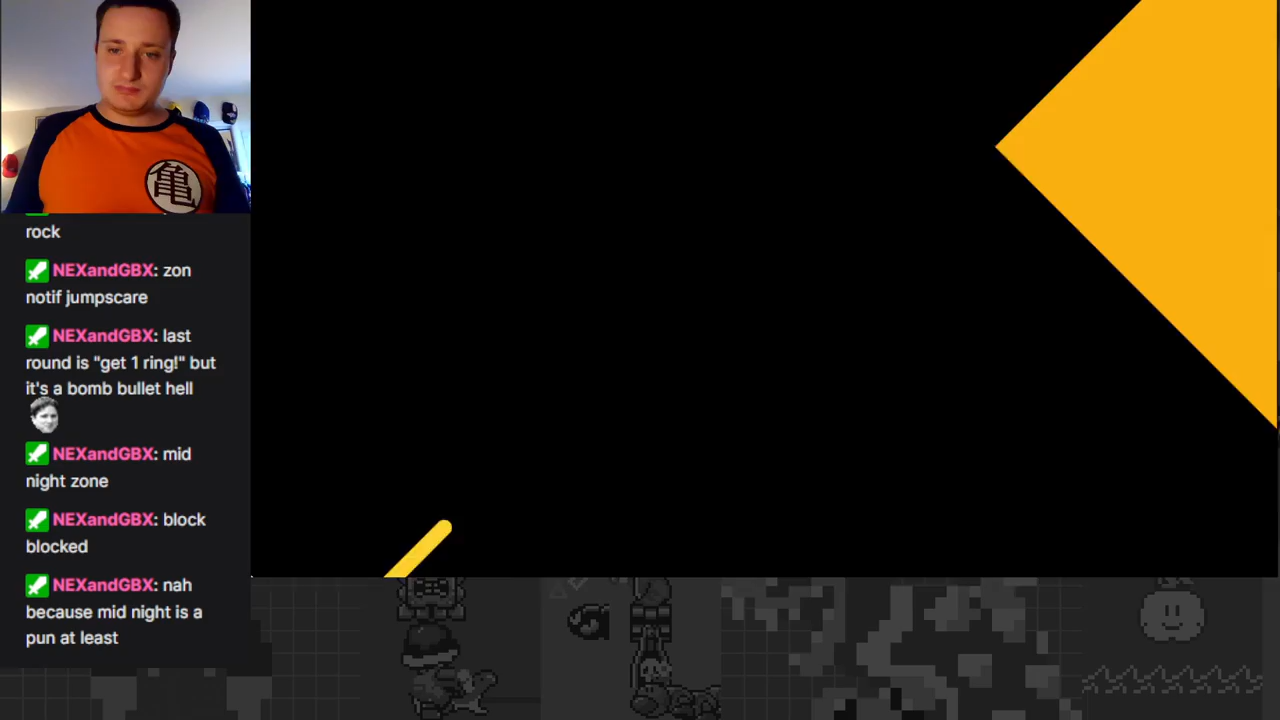 亀
rock
NEXandGBX: zon
notif jumpscare
NEXandGBX: last
round is "get 1 ring!" but
it's a bomb bullet hell
NEXandGBX: mid
night zone
NEXandGBX: block
blocked
NEXandGBX: nah
because mid night is a
pun at least